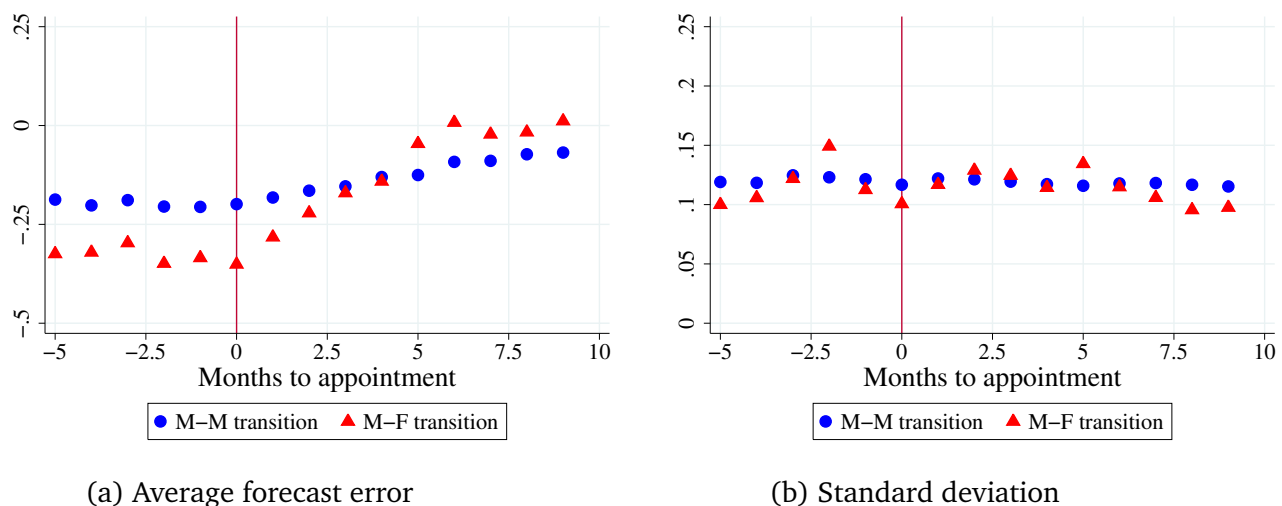 .25
0
−.25
−.5
−5 −2.5 0 2.5 5 7.5 10
Months to appointment
M−M transition M−F transition
(a) Average forecast error
.25
.2
.15
.1
.05
0
−5 −2.5 0 2.5 5 7.5 10
Months to appointment
M−M transition M−F transition
(b) Standard deviation